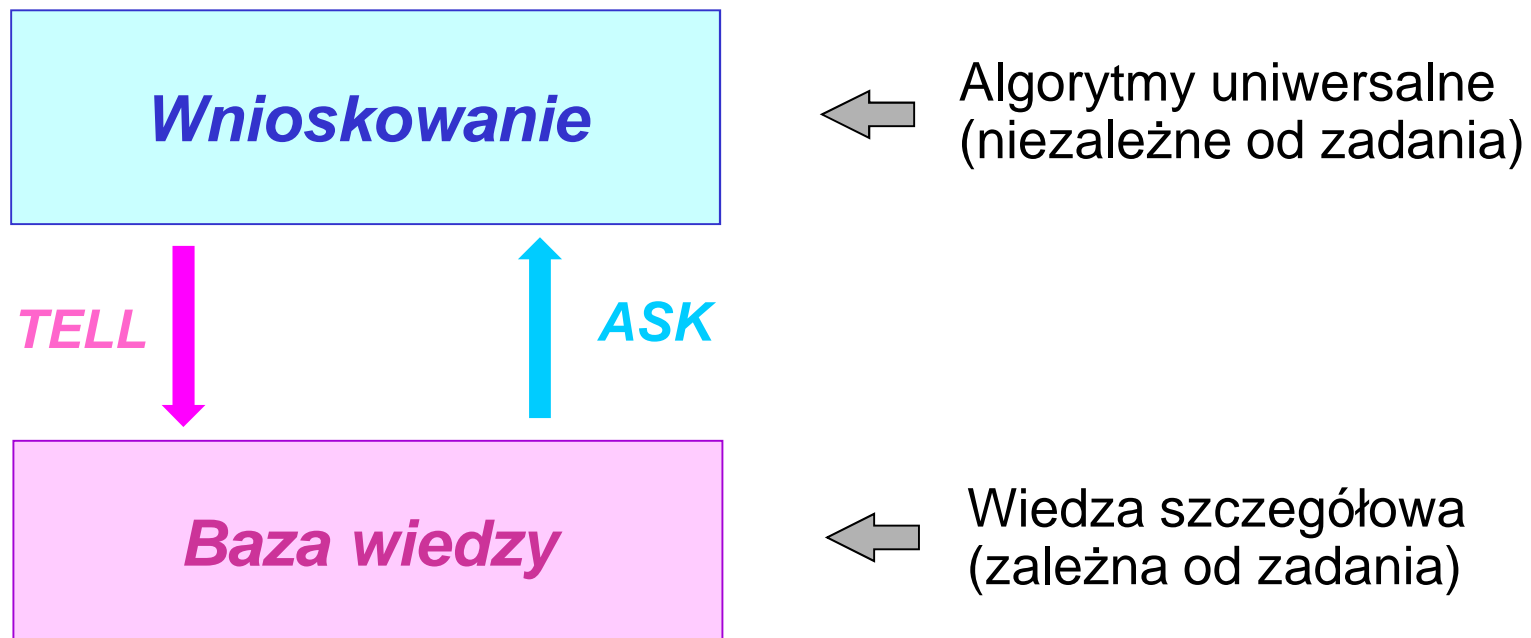 Wnioskowanie
Algorytmy uniwersalne
(niezależne od zadania)
TELL
ASK
Baza wiedzy
Wiedza szczegółowa
(zależna od zadania)